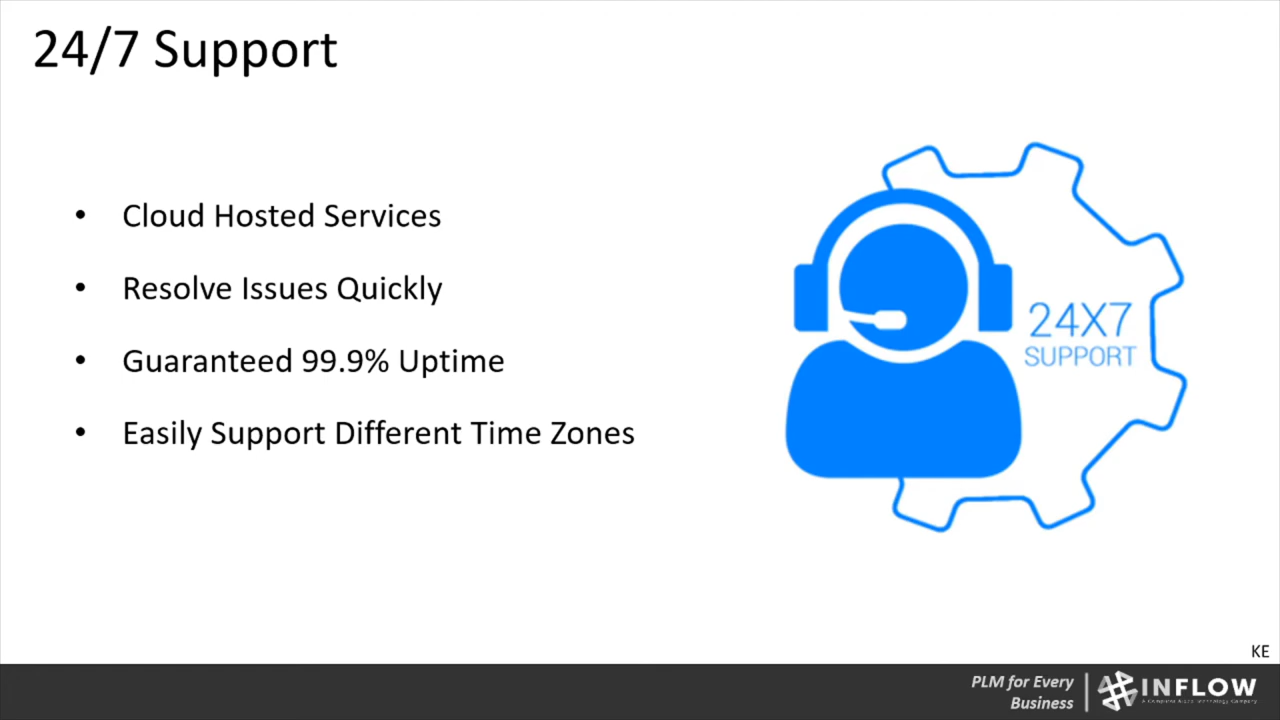 24/7 Support
• Cloud Hosted Services
• Resolve Issues Quickly
• Guaranteed 99.9% Uptime
• Easily Support Different Time Zones
24X7
SUPPORT
KE
PLM for Every
Business
INFLOW